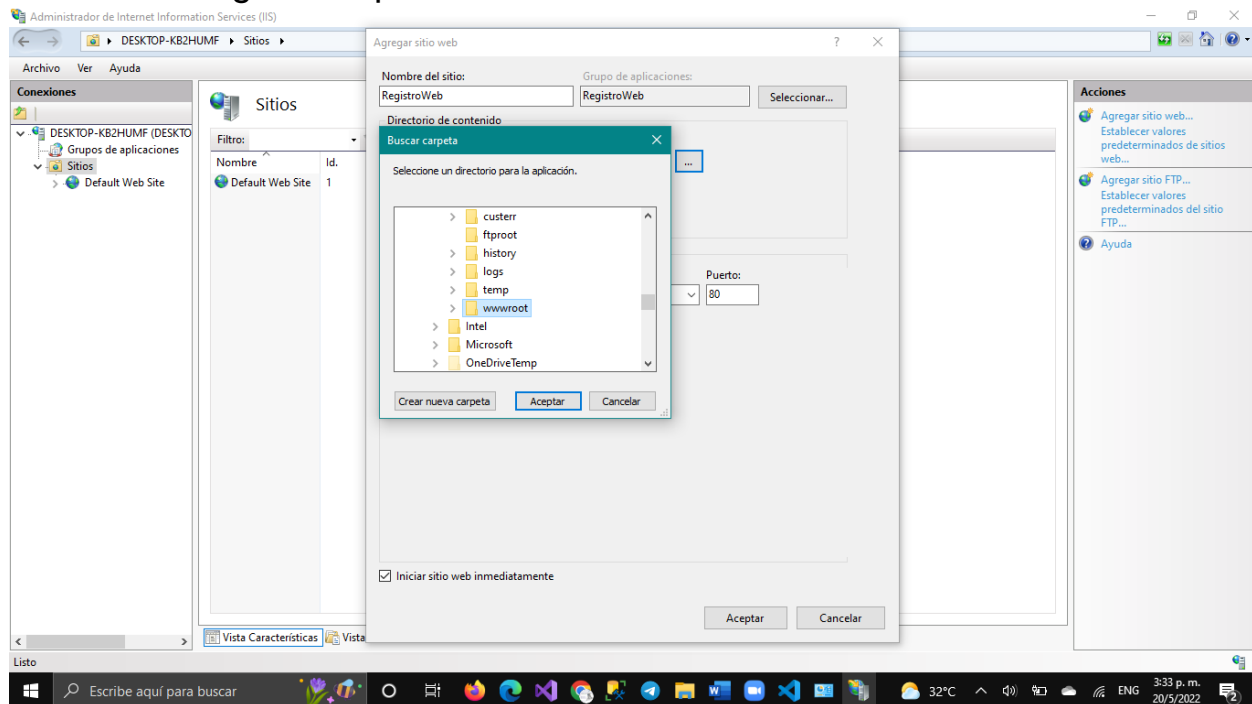 Administrador de Internet Information Services (IIS)
DESKTOP-KB2HUMF
Sitios
Archivo Ver Ayuda
Conexiones
DESKTOP-KB2HUMF (DESKTO
Grupos de aplicaciones
Sitios
Default Web Site
Sitios
Filtro:
Nombre Id.
Default Web Site 1
Vista Características
Vista
Agregar sitio web ?
Nombre del sitio: Grupo de aplicaciones:
RegistroWeb RegistroWeb Seleccionar...
Directorio de contenido
...
Buscar carpeta
Seleccione un directorio para la aplicación.
custerr
ftproot
history
logs
temp
wwwroot
Intel
Microsoft
OneDriveTemp
Crear nueva carpeta Aceptar Cancelar
Puerto:
80
Iniciar sitio web inmediatamente
Aceptar Cancelar
Acciones
Agregar sitio web...
Establecer valores
predeterminados de sitios
web...
Agregar sitio FTP...
Establecer valores
predeterminados del sitio
FTP...
Ayuda
Listo
Escribe aquí para buscar
32°C
ENG
3:33 p. m.
20/5/2022
2